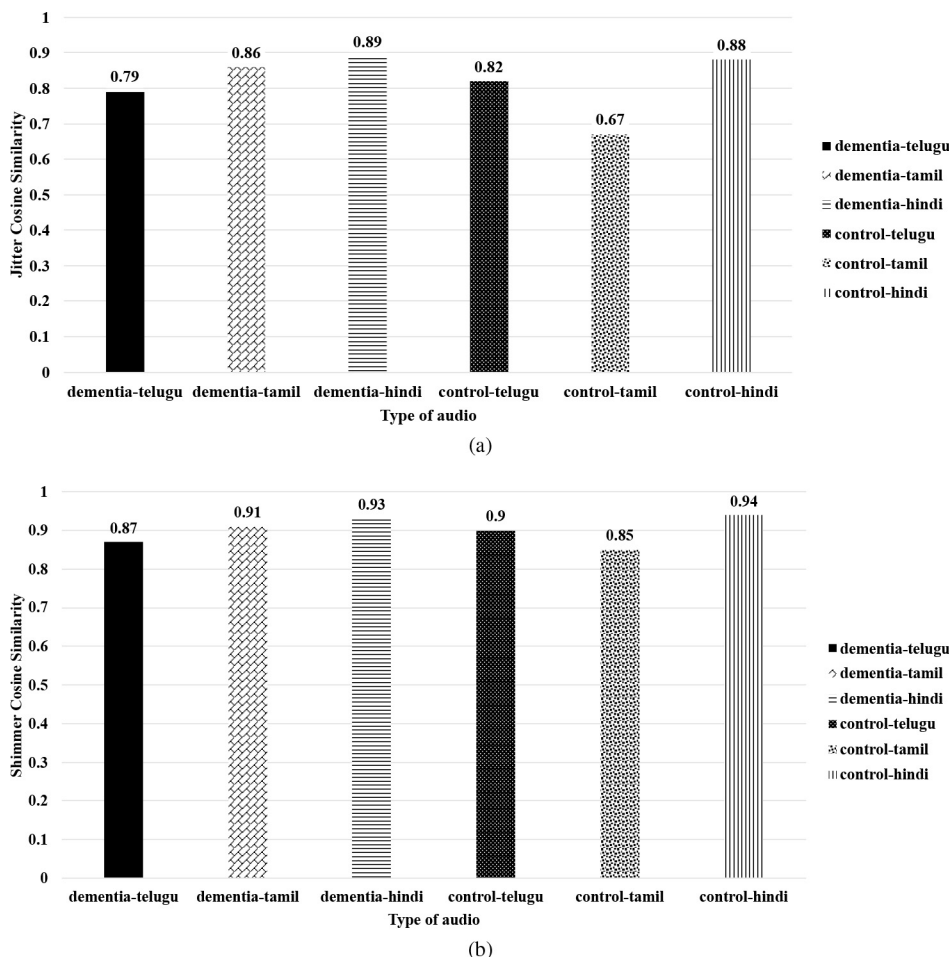 1
0.9
0.8
0.7
0.6
0.5
0.4
0.3
0.2
0.1
0
Jitter Cosine Similarity
0.79
0.86
0.89
0.82
0.67
0.88
dementia-telugu
dementia-tamil
dementia-hindi
control-telugu
control-tamil
control-hindi
Type of audio
dementia-telugu
dementia-tamil
dementia-hindi
control-telugu
control-tamil
control-hindi
(a)
1
0.9
0.8
0.7
0.6
0.5
0.4
0.3
0.2
0.1
0
Shimmer Cosine Similarity
0.87
0.91
0.93
0.9
0.85
0.94
dementia-telugu
dementia-tamil
dementia-hindi
control-telugu
control-tamil
control-hindi
Type of audio
dementia-telugu
dementia-tamil
dementia-hindi
control-telugu
control-tamil
control-hindi
(b)